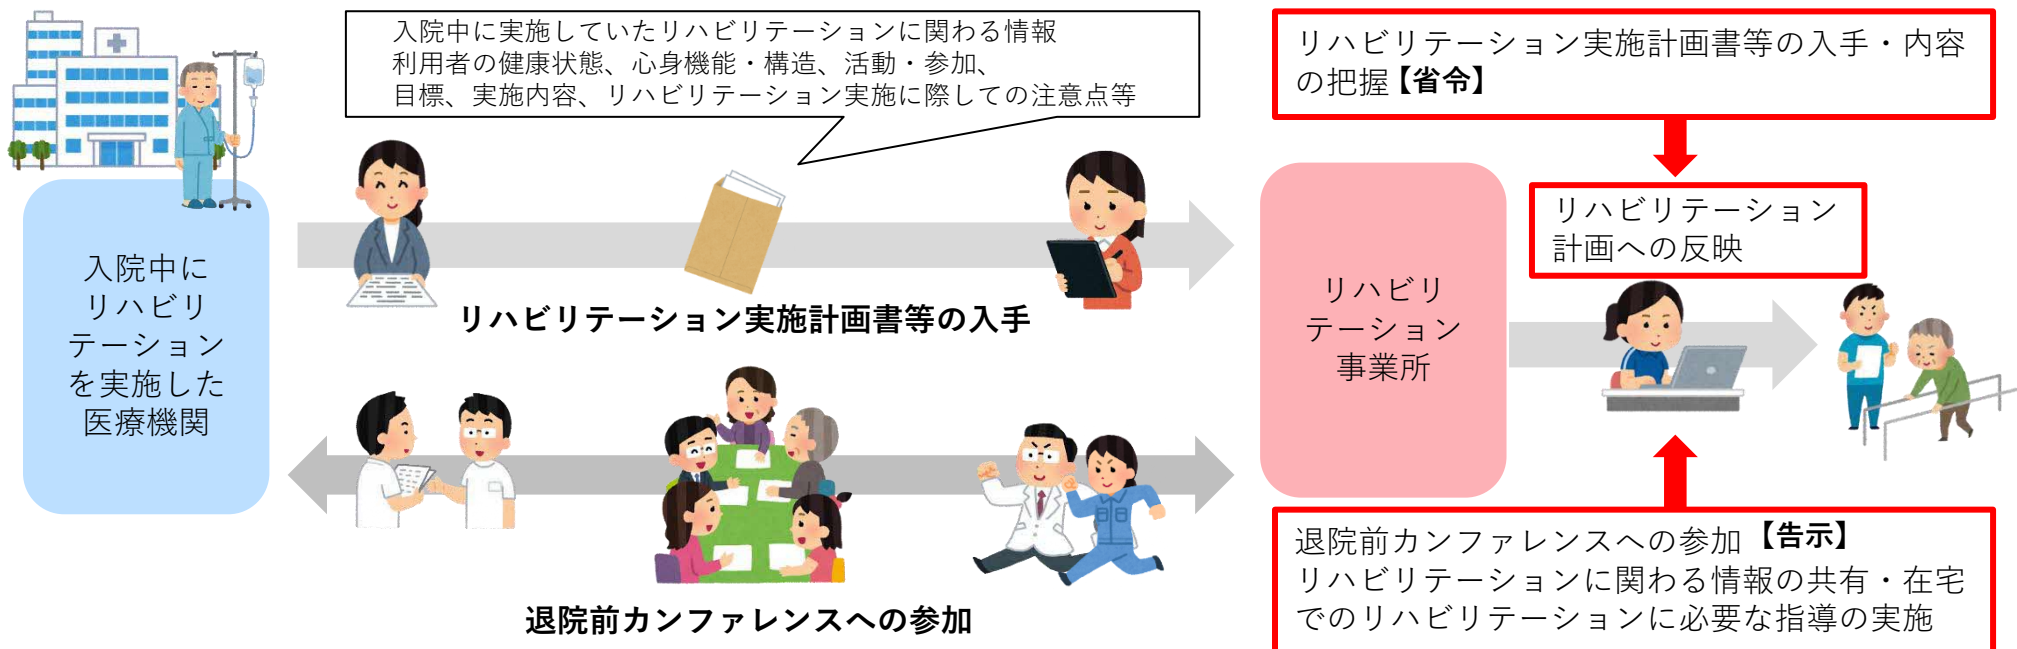 入院中に実施していたリハビリテーションに関わる情報
利用者の健康状態、心身機能・構造、活動・参加、
目標、実施内容、リハビリテーション実施に際しての注意点等
リハビリテーション実施計画書等の入手・内容
の把握【省令】
入院中に
リハビリ
テーション
を実施した
医療機関
リハビリテーション実施計画書等の入手
リハビリ
テーション
事業所
リハビリテーション
計画への反映
退院前カンファレンスへの参加
退院前カンファレンスへの参加【告示】
リハビリテーションに関わる情報の共有・在宅
でのリハビリテーションに必要な指導の実施